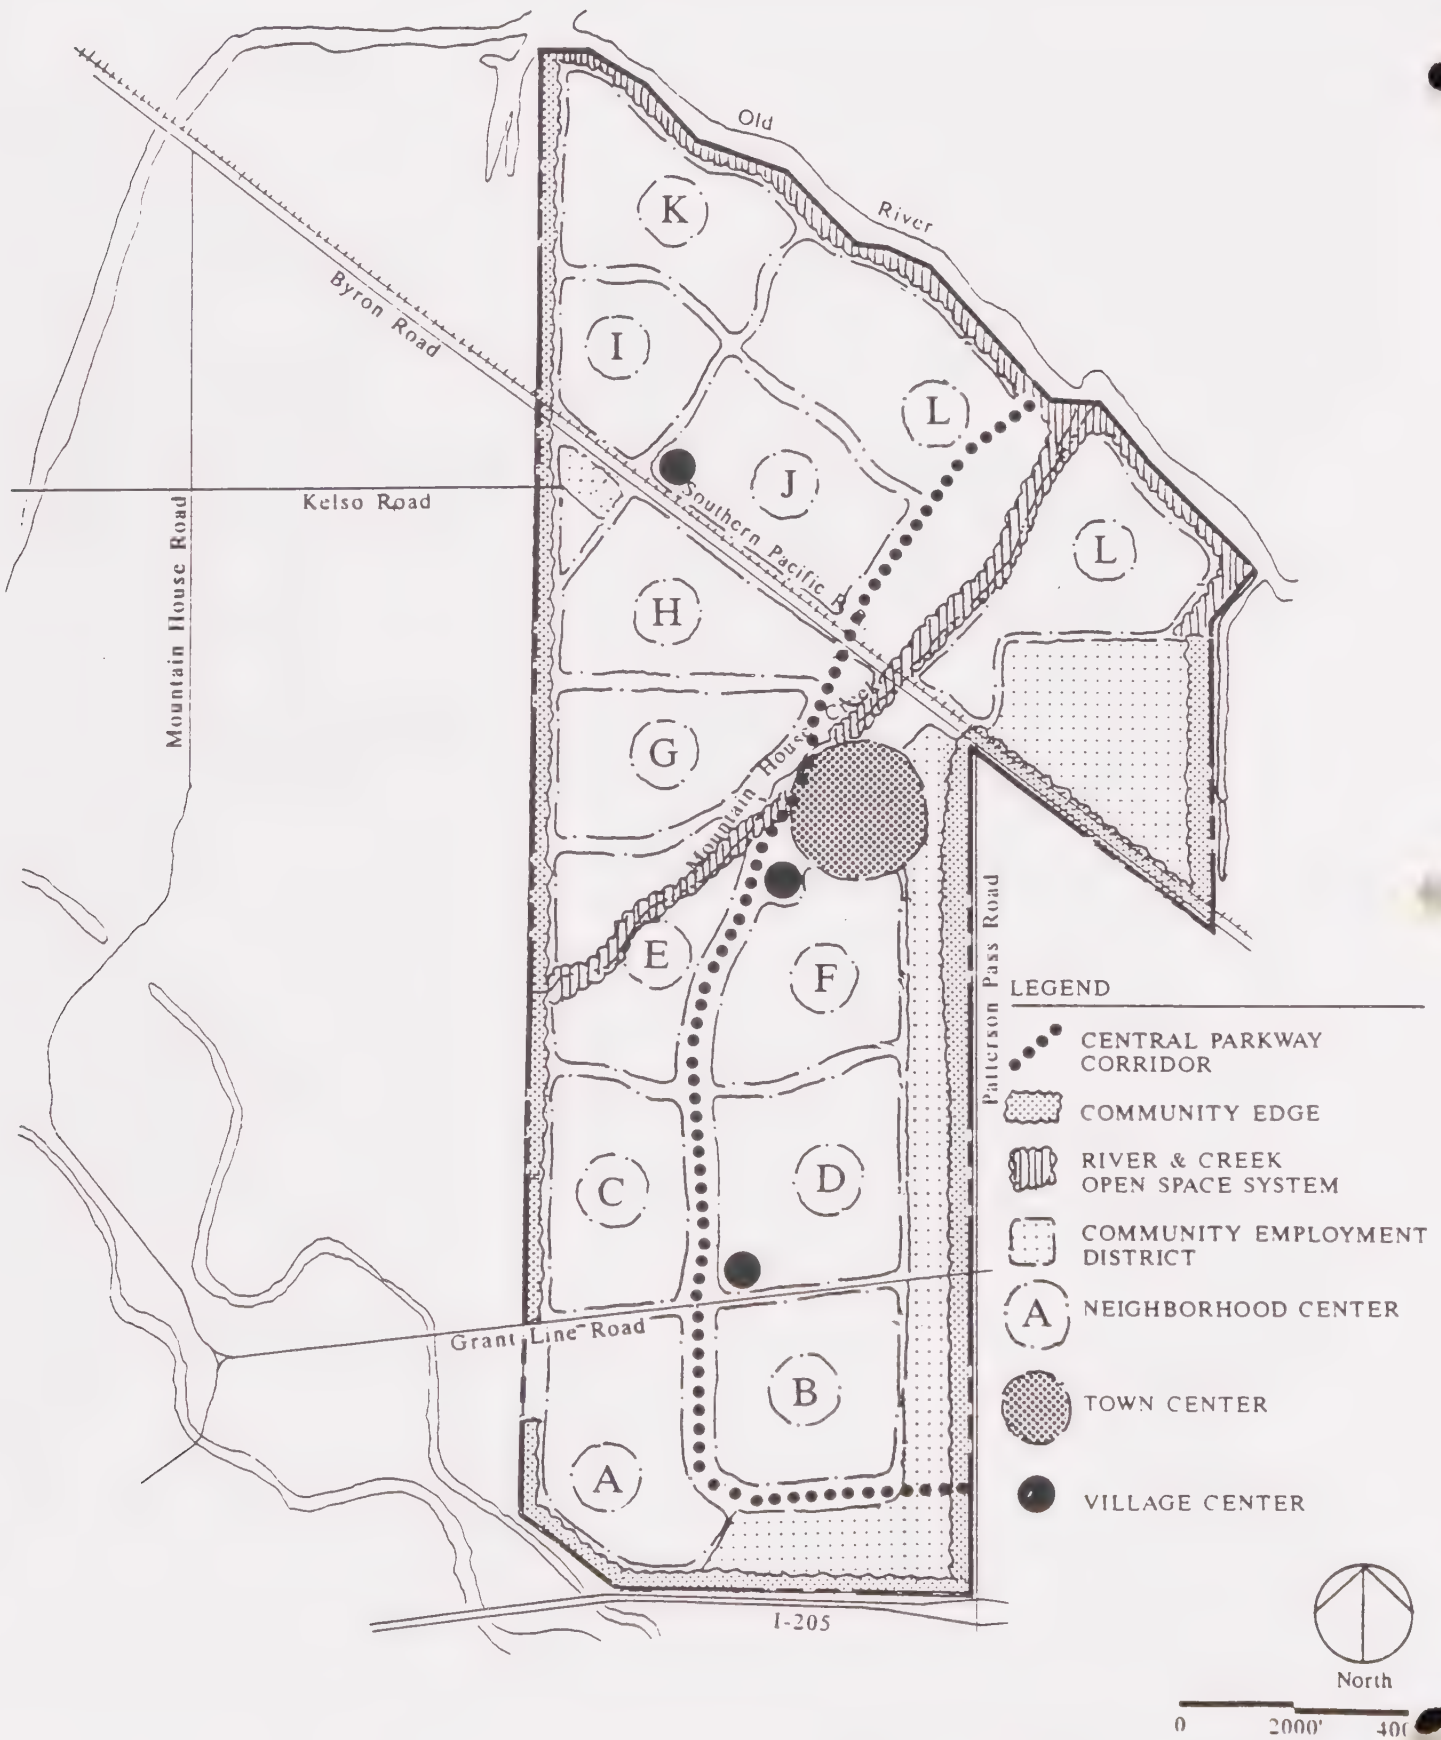 Old
River
K
Byron Road
I
L
Kelso Road
J
Southern Pacific
L
Mountain House Road
H
Mountain House Creek
G
E
F
Patterson Pass Road
C
D
Grant Line Road
B
A
I-205
LEGEND
CENTRAL PARKWAY
CORRIDOR
COMMUNITY EDGE
RIVER & CREEK
OPEN SPACE SYSTEM
COMMUNITY EMPLOYMENT
DISTRICT
A
NEIGHBORHOOD CENTER
TOWN CENTER
VILLAGE CENTER
North
0 2000'